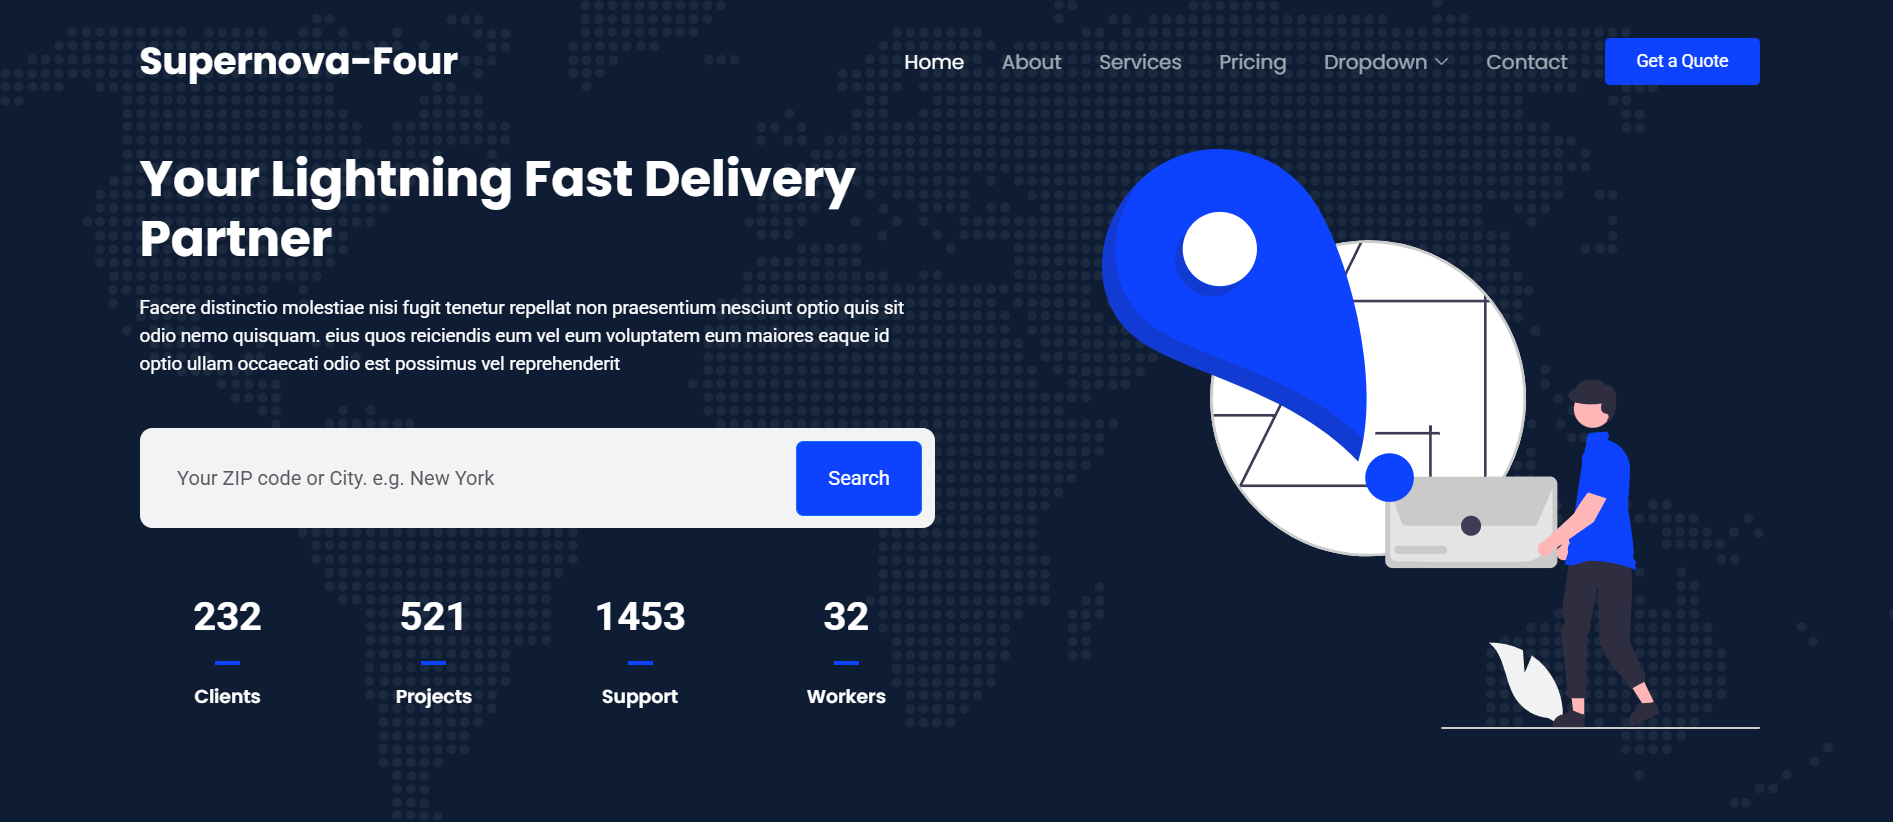 Supernova-Four
Home About Services Pricing Dropdown Contact Get a Quote
Your Lightning Fast Delivery
Partner
Facere distinctio molestiae nisi fugit tenetur repellat non praesentium nesciunt optio quis sit
odio nemo quisquam. eius quos reiciendis eum vel eum voluptatem eum maiores eaque id
optio ullam occaecati odio est possimus vel reprehenderit
Your ZIP code or City. e.g. New York Search
232 521 1453 32
Clients Projects Support Workers